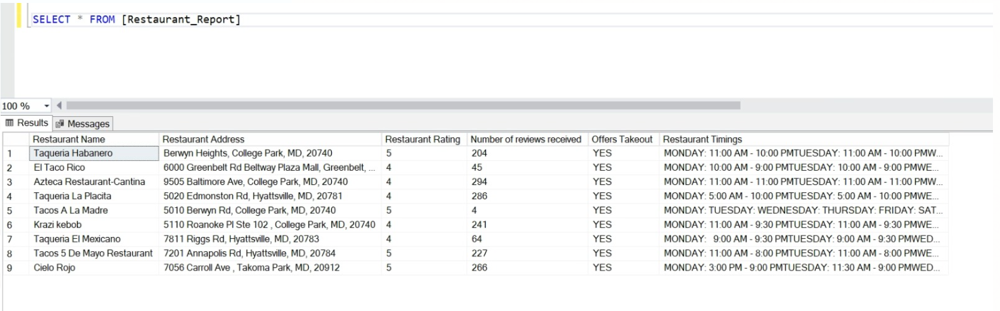 SELECT * FROM [Restaurant_Report]
100 %
Results Messages
Restaurant Name Restaurant Address Restaurant Rating Number of reviews received Offers Takeout Restaurant Timings
1 Taqueria Habanero Berwyn Heights, College Park, MD, 20740 5 204 YES MONDAY: 11:00 AM - 10:00 PMTUESDAY: 11:00 AM - 10:00 PMW...
2 El Taco Rico 6000 Greenbelt Rd Beltway Plaza Mall, Greenbelt, ... 4 45 YES MONDAY: 10:00 AM - 9:00 PMTUESDAY: 10:00 AM - 9:00 PMWE...
3 Azteca Restaurant-Cantina 9505 Baltimore Ave, College Park, MD, 20740 4 294 YES MONDAY: 11:00 AM - 11:00 PMTUESDAY: 11:00 AM - 11:00 PMW...
4 Taqueria La Placita 5020 Edmonston Rd, Hyattsville, MD, 20781 4 286 YES MONDAY: 5:00 AM - 10:00 PMTUESDAY: 5:00 AM - 10:00 PMWE...
5 Tacos A La Madre 5010 Berwyn Rd, College Park, MD, 20740 5 4 YES MONDAY: TUESDAY: WEDNESDAY: THURSDAY: FRIDAY: SAT...
6 Krazi kebob 5110 Roanoke Pl Ste 102 , College Park, MD, 20740 4 241 YES MONDAY: 11:00 AM - 9:30 PMTUESDAY: 11:00 AM - 9:30 PMWE...
7 Taqueria El Mexicano 7811 Riggs Rd, Hyattsville, MD, 20783 4 64 YES MONDAY: 9:00 AM - 9:30 PMTUESDAY: 9:00 AM - 9:30 PMWED...
8 Tacos 5 De Mayo Restaurant 7201 Annapolis Rd, Hyattsville, MD, 20784 5 227 YES MONDAY: 11:00 AM - 8:00 PMTUESDAY: 11:00 AM - 8:00 PMWE...
9 Cielo Rojo 7056 Carroll Ave , Takoma Park, MD, 20912 5 266 YES MONDAY: 3:00 PM - 9:00 PMTUESDAY: 11:30 AM - 9:00 PMWED...